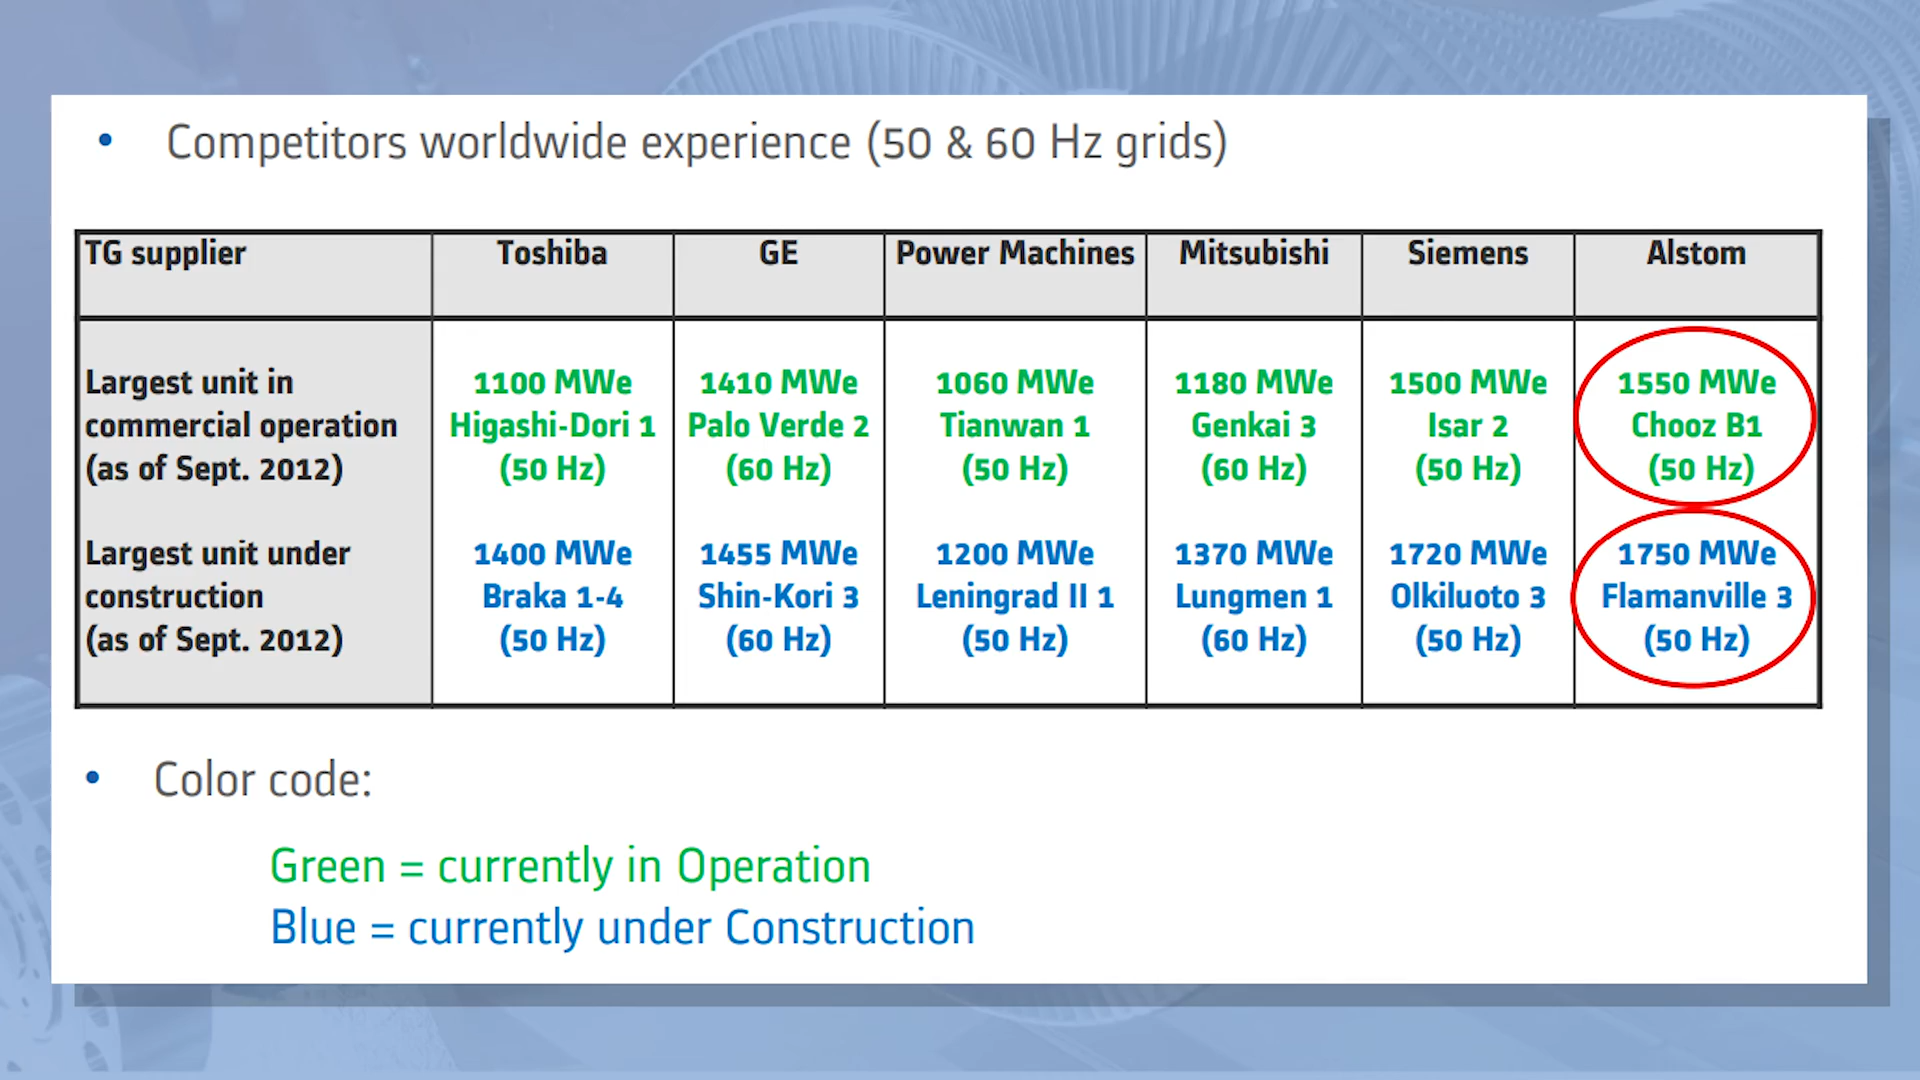 • Competitors worldwide experience (50 & 60 Hz grids)
TG supplier Toshiba GE Power Machines Mitsubishi Siemens Alstom
Largest unit in 1100 MWe 1410 MWe 1060 MWe 1180 MWe 1500 MWe 1550 MWe
commercial operation Higashi-Dori 1 Palo Verde 2 Tianwan 1 Genkai 3 Isar 2 Chooz B1
(as of Sept. 2012) (50 Hz) (60 Hz) (50 Hz) (60 Hz) (50 Hz) (50 Hz)
Largest unit under 1400 MWe 1455 MWe 1200 MWe 1370 MWe 1720 MWe 1750 MWe
construction Braka 1-4 Shin-Kori 3 Leningrad II 1 Lungmen 1 Olkiluoto 3 Flamanville 3
(as of Sept. 2012) (50 Hz) (60 Hz) (50 Hz) (60 Hz) (50 Hz) (50 Hz)
• Color code:
Green = currently in Operation
Blue = currently under Construction